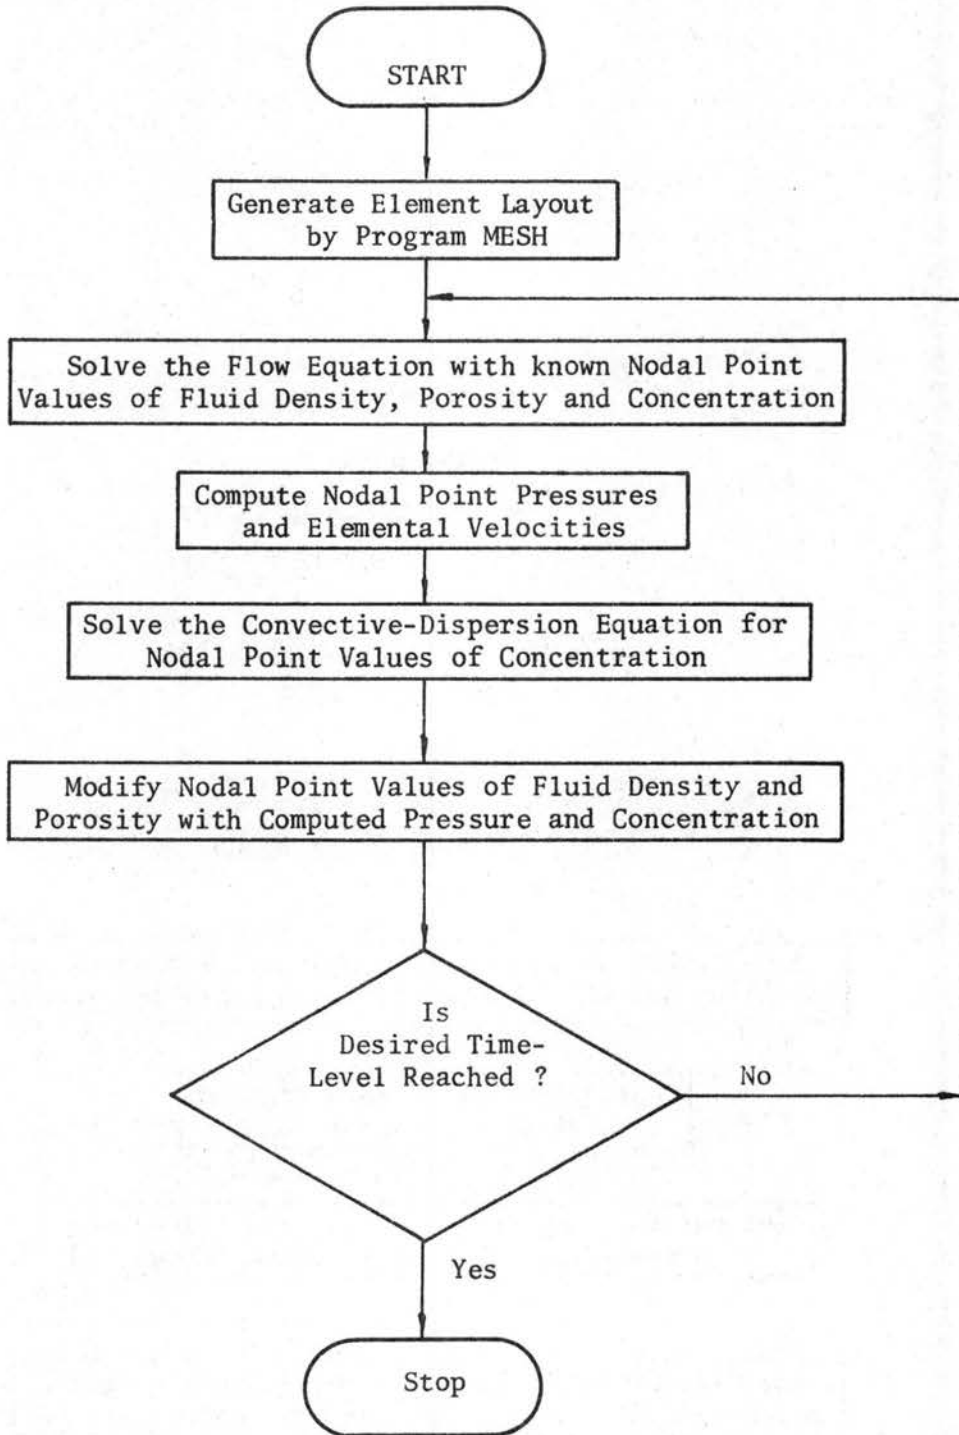 START
Generate Element Layout
by Program MESH
Solve the Flow Equation with known Nodal Point
Values of Fluid Density, Porosity and Concentration
Compute Nodal Point Pressures
and Elemental Velocities
Solve the Convective-Dispersion Equation for
Nodal Point Values of Concentration
Modify Nodal Point Values of Fluid Density and
Porosity with Computed Pressure and Concentration
Is
Desired Time-
Level Reached ?
No
Yes
Stop